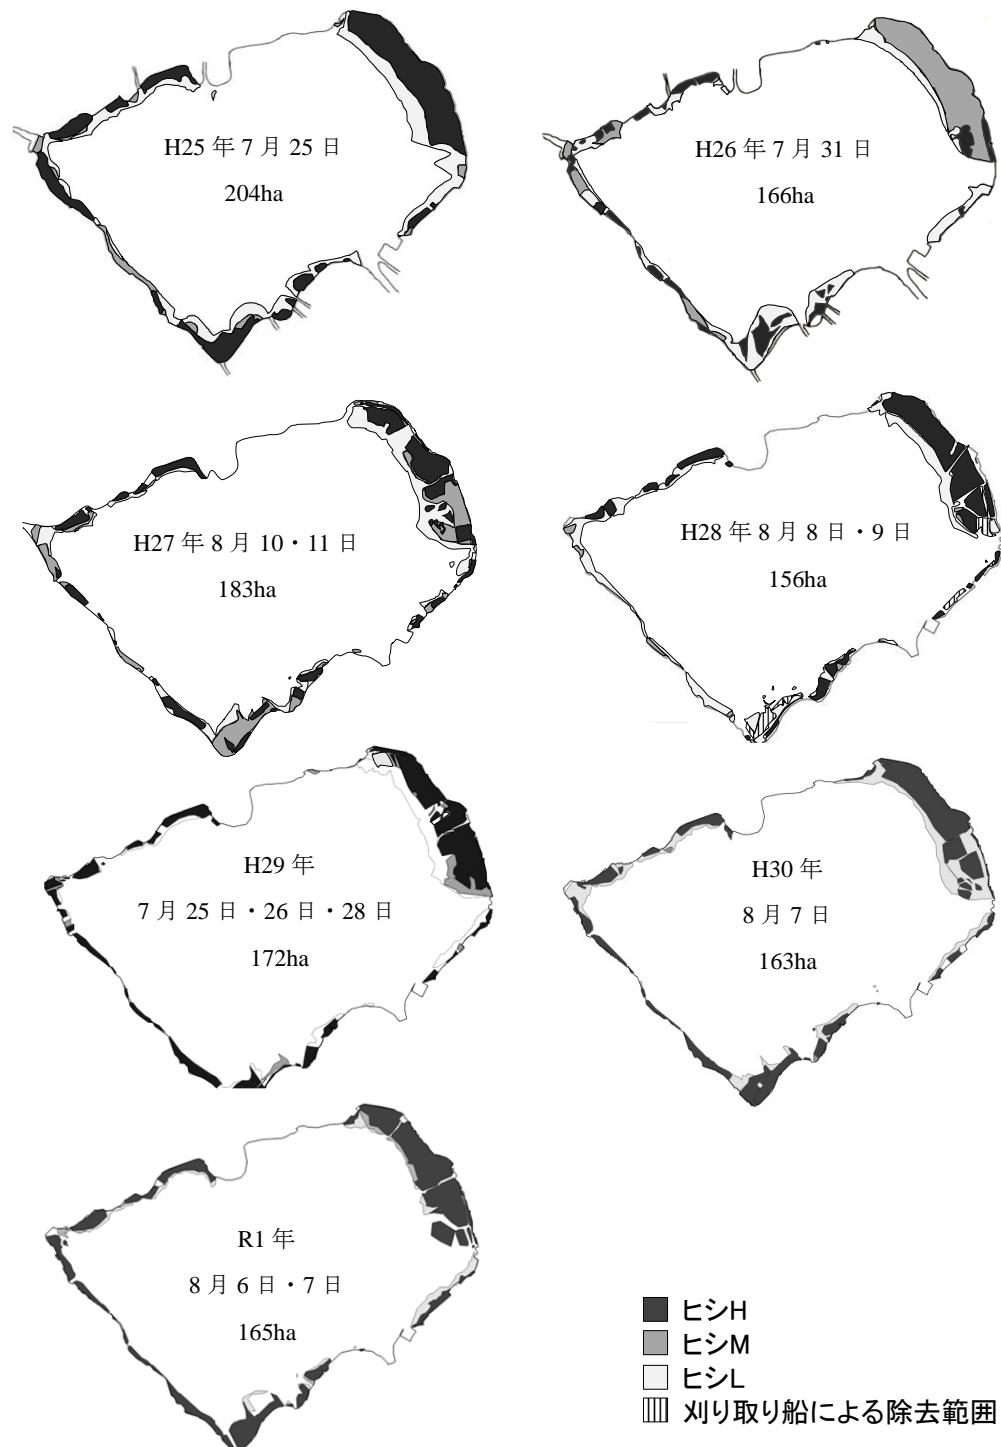 H25 年 7 月 25 日
204ha
H26 年 7 月 31 日
166ha
H27 年 8 月 10・11 日
183ha
H28 年 8 月 8 日・9 日
156ha
H29 年
7 月 25 日・26 日・28 日
172ha
H30 年
8 月 7 日
163ha
R1 年
8 月 6 日・7 日
165ha
ヒシH
ヒシM
ヒシL
刈り取り船による除去範囲